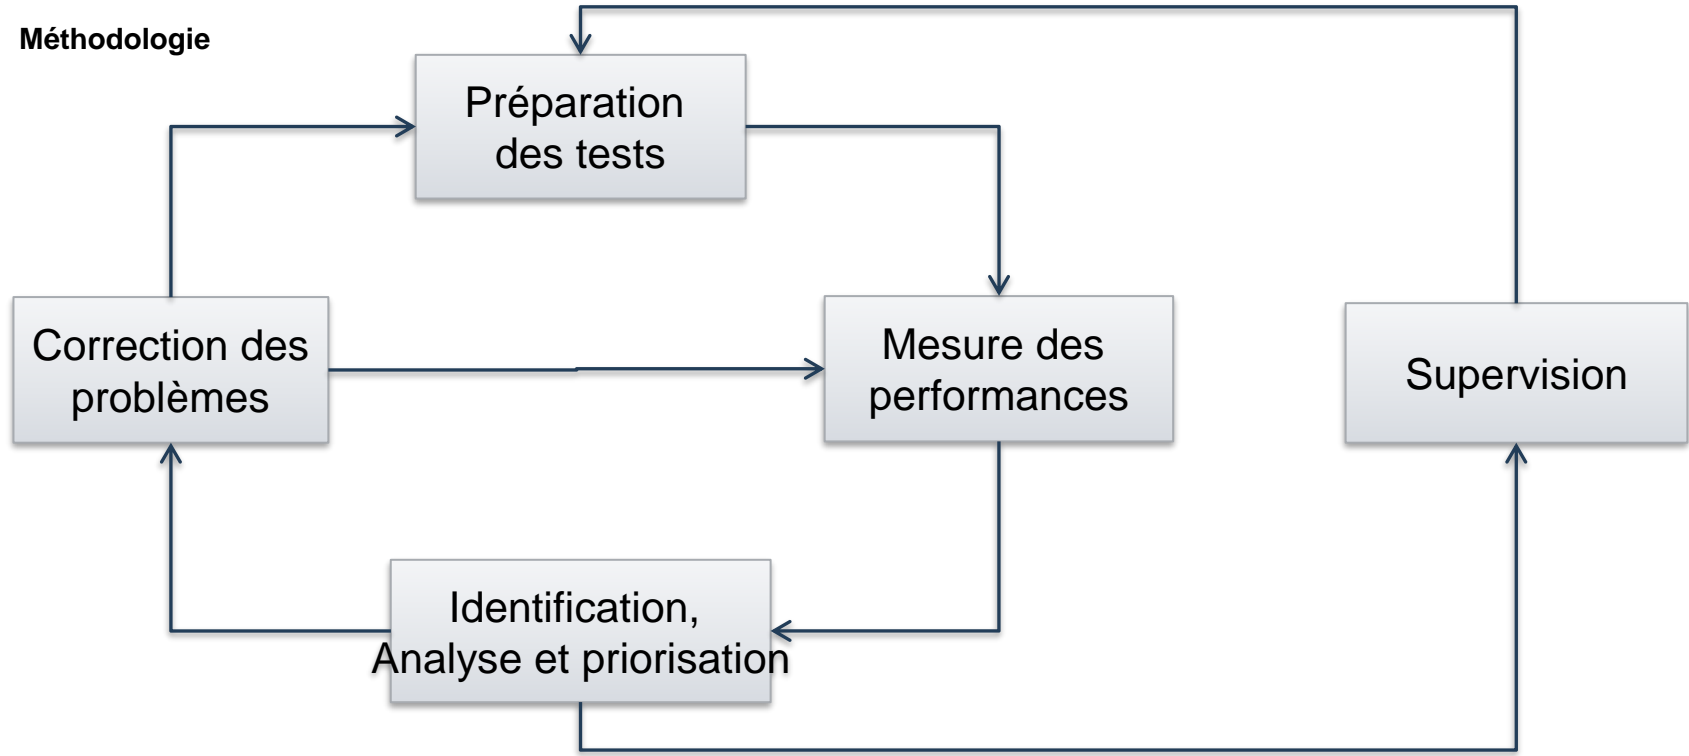 Méthodologie
Préparation
des tests
Correction des
problèmes
Mesure des
performances
Supervision
Identification,
Analyse et priorisation